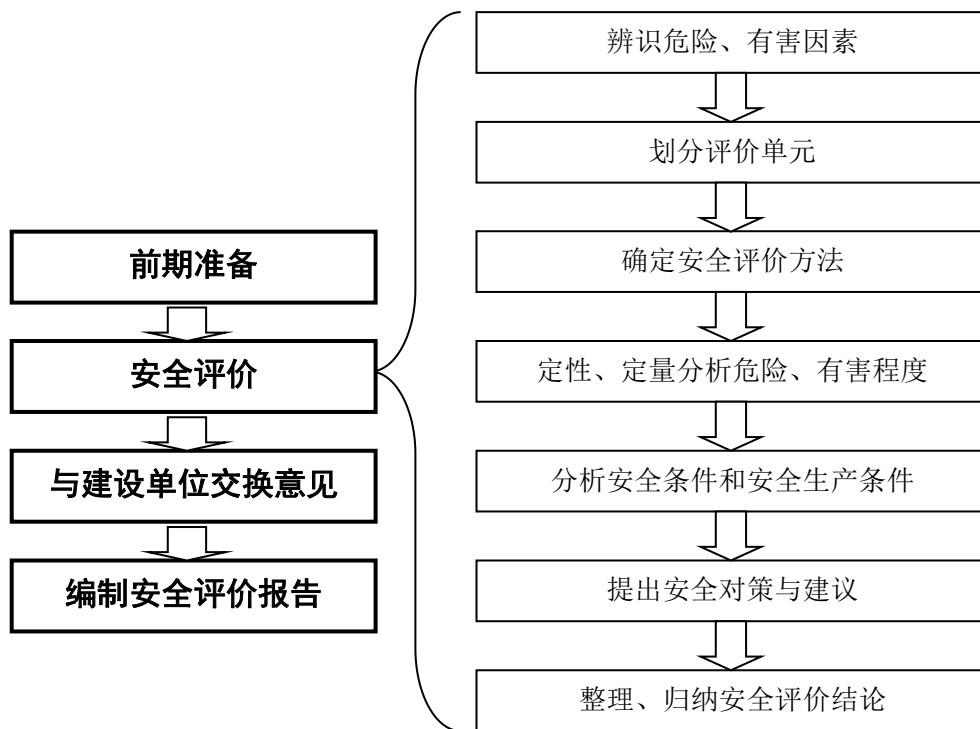 前期准备
安全评价
与建设单位交换意见
编制安全评价报告
辨识危险、有害因素
划分评价单元
确定安全评价方法
定性、定量分析危险、有害程度
分析安全条件和安全生产条件
提出安全对策与建议
整理、归纳安全评价结论